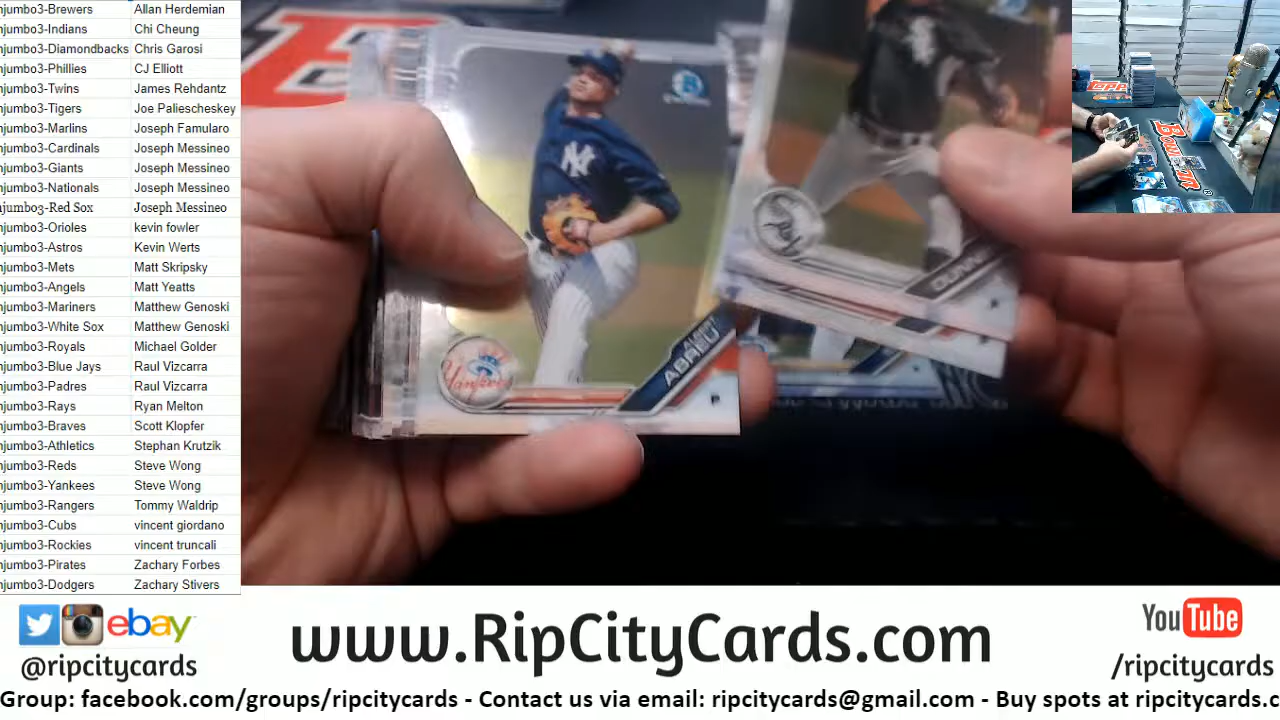 njumbo3-Brewers Allan Herdemian
njumbo3-Indians Chi Cheung
njumbo3-Diamondbacks Chris Garosi
njumbo3-Phillies CJ Elliott
njumbo3-Twins James Rehdantz
njumbo3-Tigers Joe Palieschesky
njumbo3-Marlins Joseph Famularo
njumbo3-Cardinals Joseph Messineo
njumbo3-Giants Joseph Messineo
njumbo3-Nationals Joseph Messineo
njumbo3-Red Sox Joseph Messineo
njumbo3-Orioles kevin fowler
njumbo3-Astros Kevin Werts
njumbo3-Mets Matt Skripsky
njumbo3-Angels Matt Yeatts
njumbo3-Mariners Matthew Genoski
njumbo3-White Sox Matthew Genoski
njumbo3-Royals Michael Golder
njumbo3-Blue Jays Raul Vizcarra
njumbo3-Padres Raul Vizcarra
njumbo3-Rays Ryan Melton
njumbo3-Braves Scott Klopfer
njumbo3-Athletics Stephan Krutzik
njumbo3-Reds Steve Wong
njumbo3-Yankees Steve Wong
njumbo3-Rangers Tommy Waldrip
njumbo3-Cubs vincent giordano
njumbo3-Rockies vincent truncali
njumbo3-Pirates Zachary Forbes
njumbo3-Dodgers Zachary Stivers
NY
Yankees
ABREU
P
Sox
Topps
BOWMAN
ebay
@ripcitycards
www.RipCityCards.com
YouTube
/ripcitycards
Group: facebook.com/groups/ripcitycards - Contact us via email: ripcitycards@gmail.com - Buy spots at ripcitycards.c